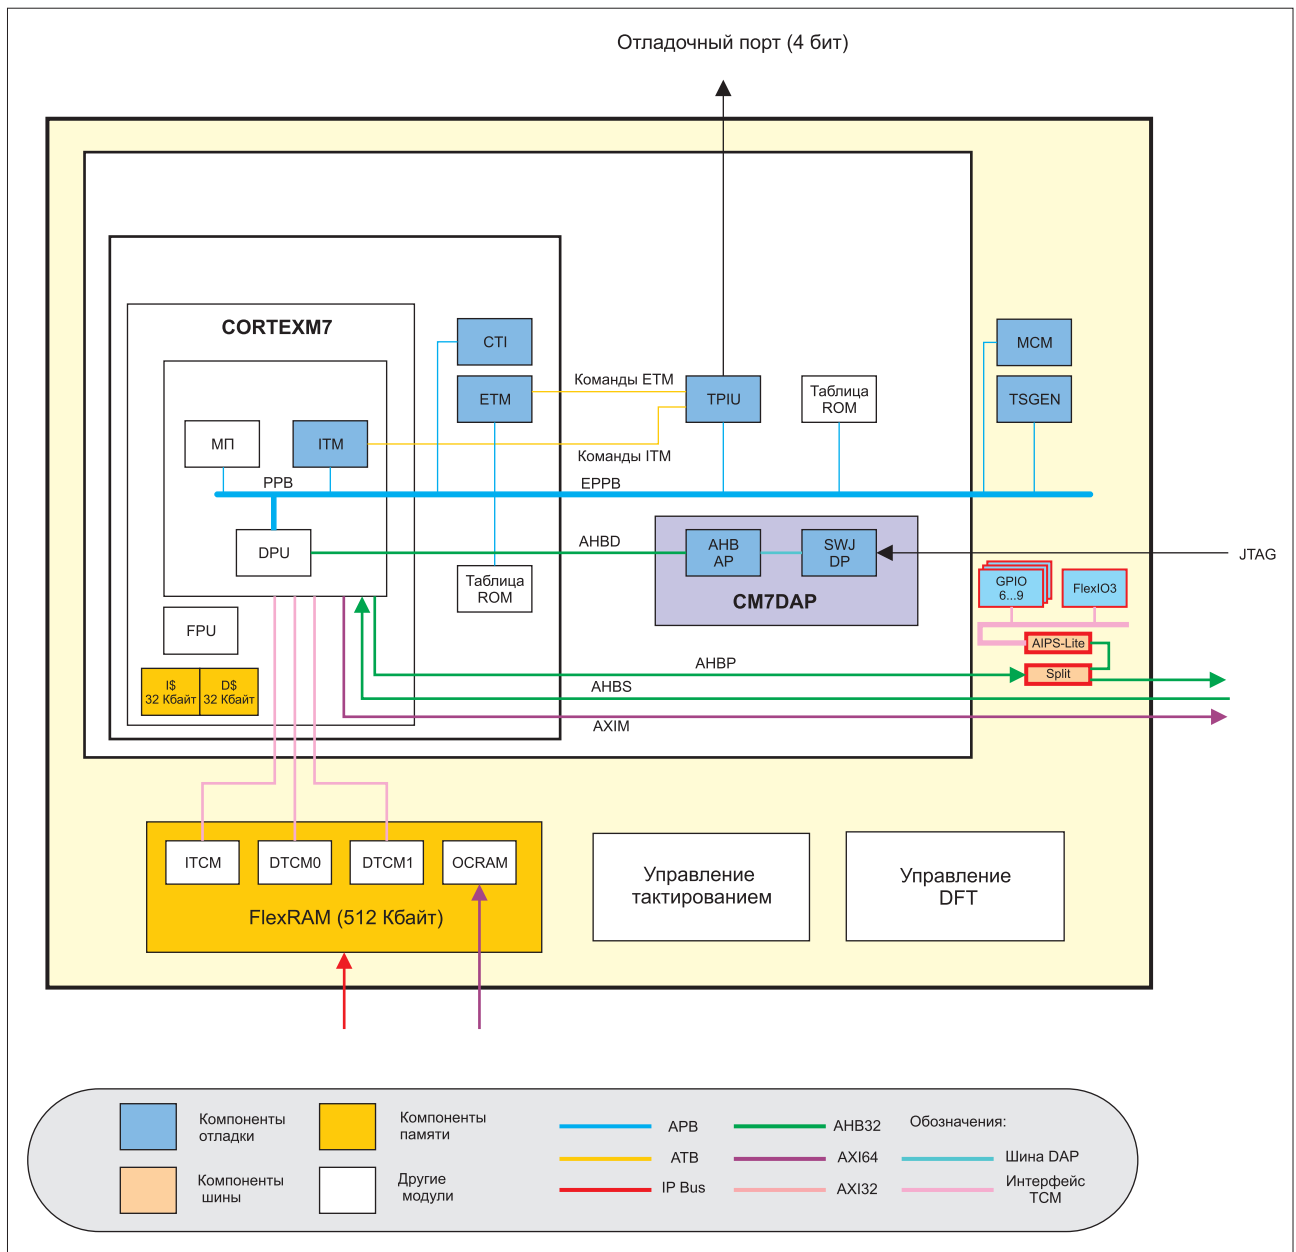 Отладочный порт (4 бит)
CORTEXM7
CTI
MCM
Команды ETM
ETM
TPIU
Таблица
ROM
TSGEN
МП
ITM
Команды ITM
PPB
EPPB
DPU
AHBD
AHB
AP
SWJ
DP
JTAG
CM7DAP
Таблица
ROM
GPIO
6...9
FlexIO3
FPU
AIPS-Lite
AHBP
Split
I$
32 Кбайт
D$
32 Кбайт
AHBS
AXIM
ITCM
DTCM0
DTCM1
OCRAM
FlexRAM (512 Кбайт)
Управление
тактированием
Управление
DFT
Компоненты
отладки
Компоненты
памяти
Компоненты
шины
Другие
модули
APB
ATB
IP Bus
AHB32
AXI64
AXI32
Обозначения:
Шина DAP
Интерфейс
TCM